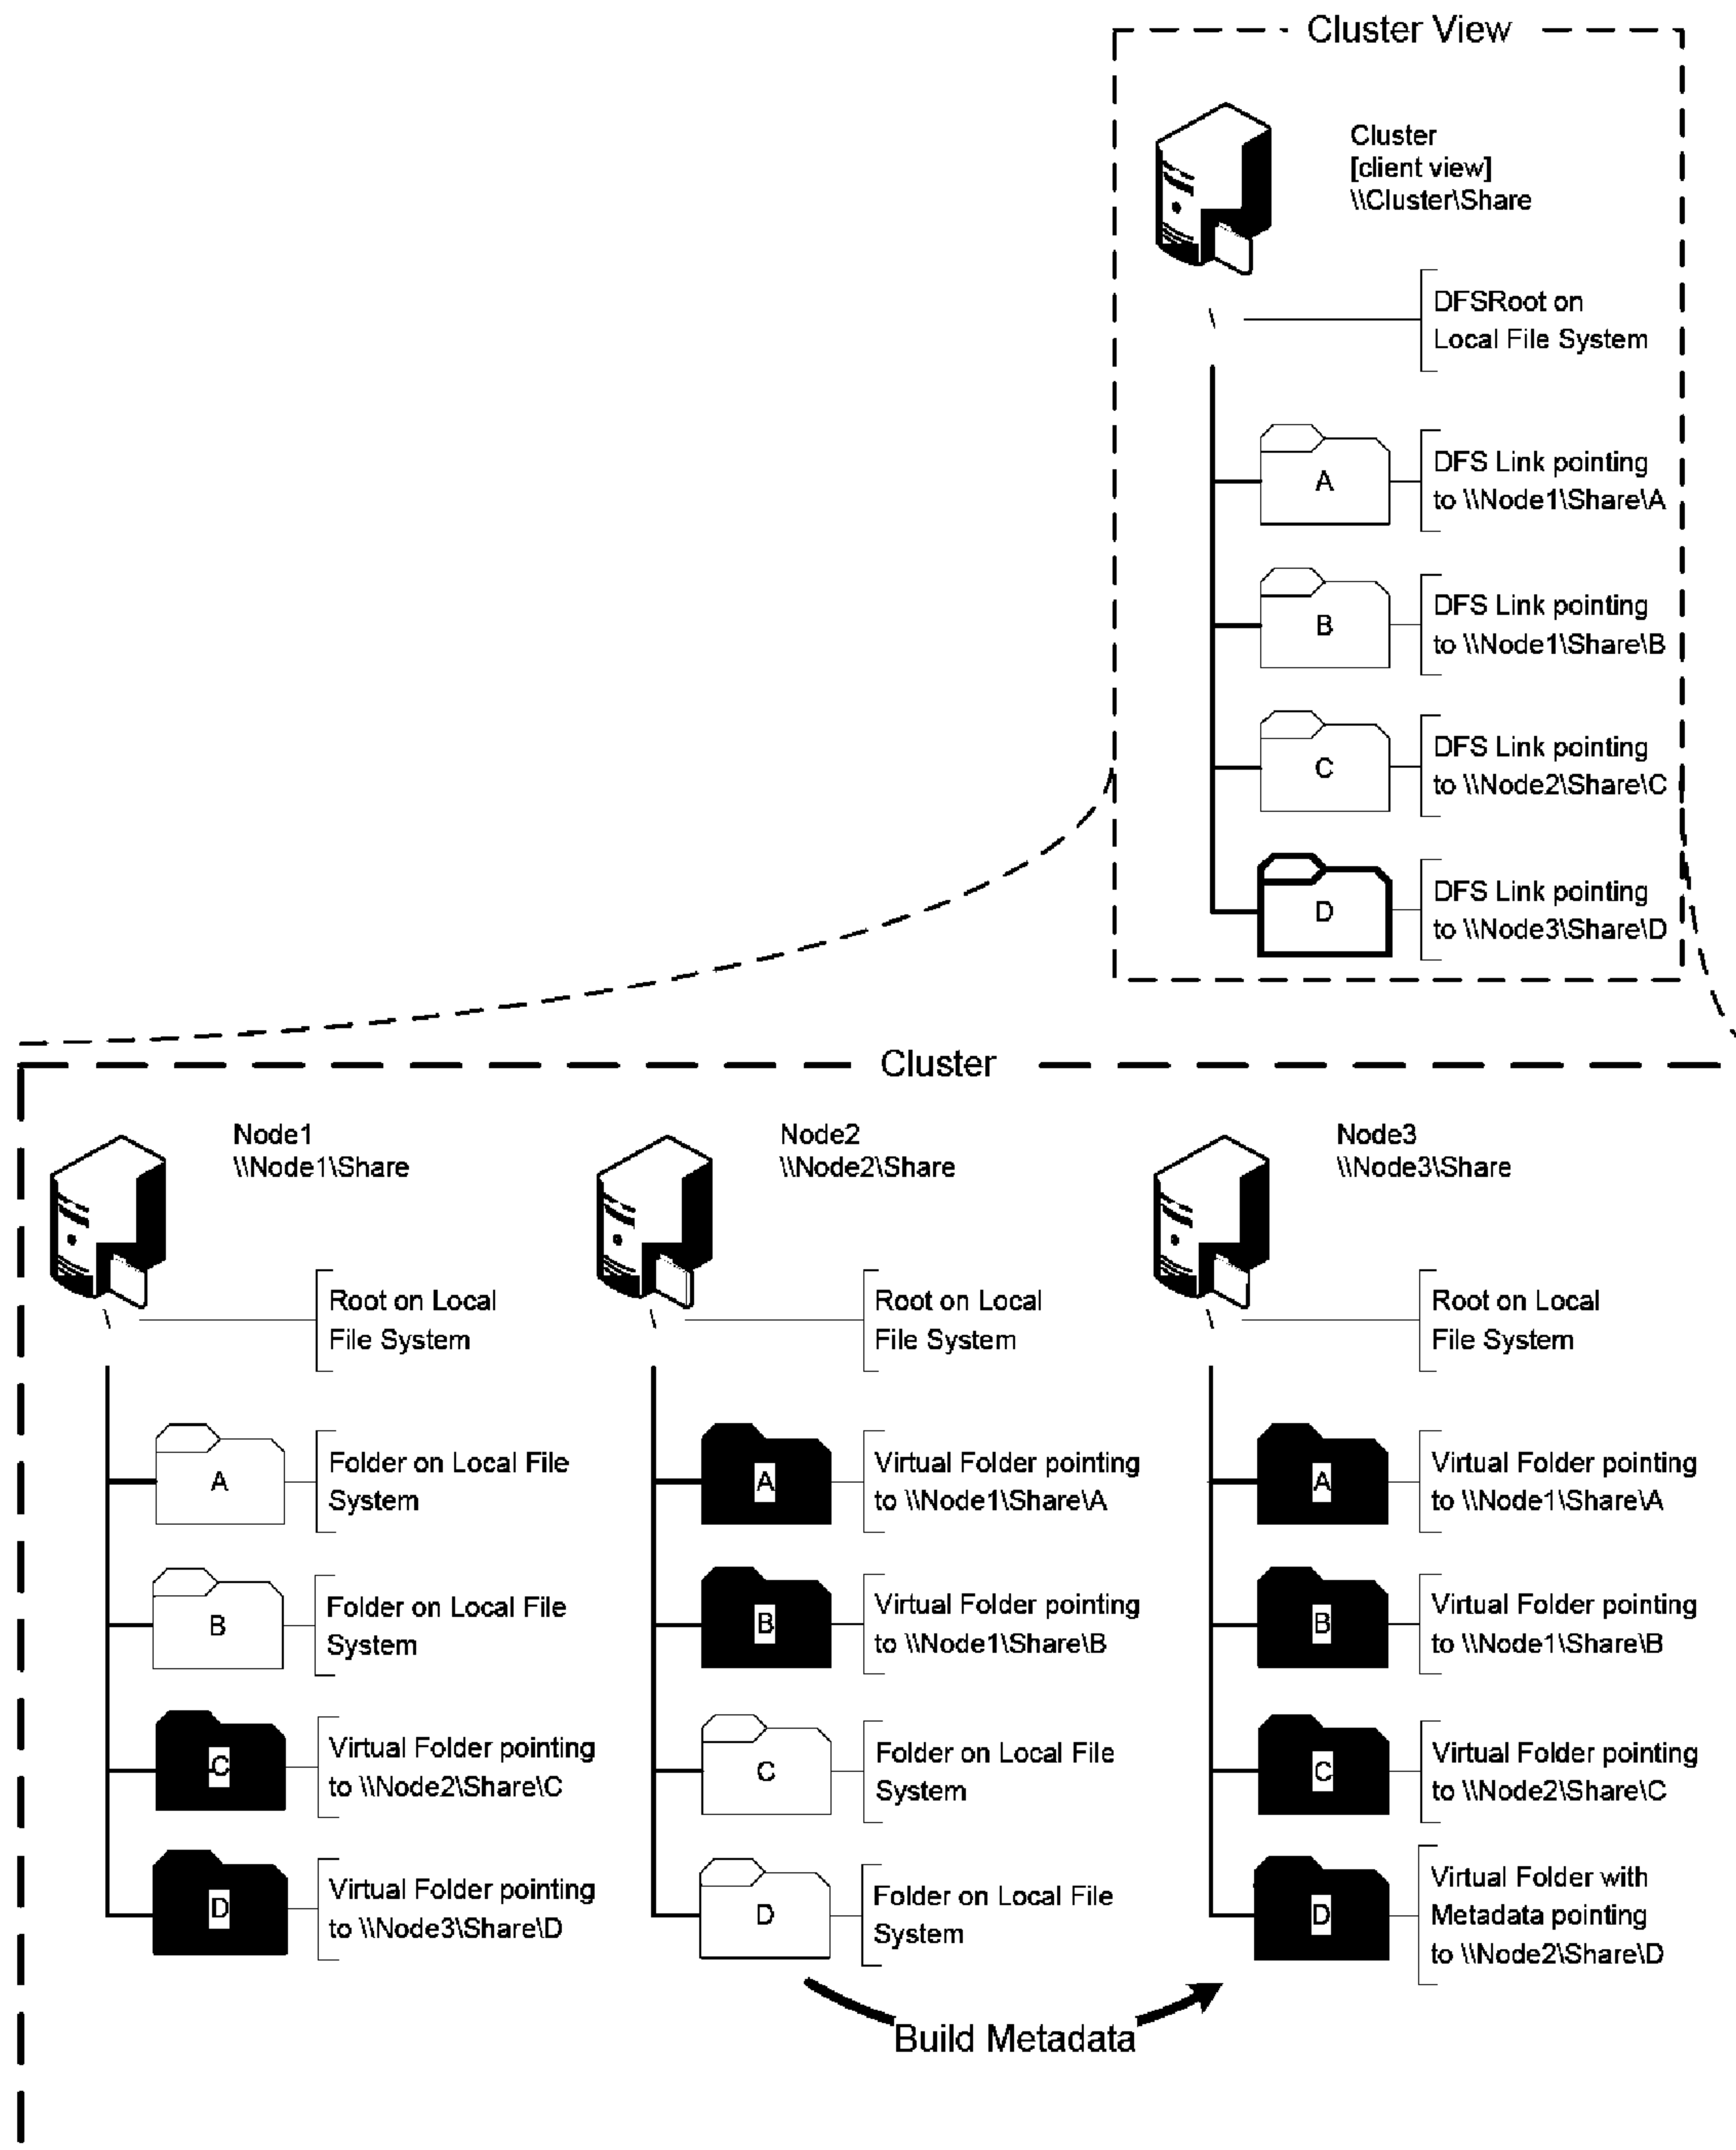 Cluster View
Cluster
[client view]
\\Cluster\Share
\
DFSRoot on
Local File System
A
DFS Link pointing
to \\Node1\Share\A
B
DFS Link pointing
to \\Node1\Share\B
C
DFS Link pointing
to \\Node2\Share\C
D
DFS Link pointing
to \\Node3\Share\D
Cluster
Node1
\\Node1\Share
\
Root on Local
File System
A
Folder on Local File
System
B
Folder on Local File
System
C
Virtual Folder pointing
to \\Node2\Share\C
D
Virtual Folder pointing
to \\Node3\Share\D
Node2
\\Node2\Share
\
Root on Local
File System
A
Virtual Folder pointing
to \\Node1\Share\A
B
Virtual Folder pointing
to \\Node1\Share\B
C
Folder on Local File
System
D
Folder on Local File
System
Node3
\\Node3\Share
\
Root on Local
File System
A
Virtual Folder pointing
to \\Node1\Share\A
B
Virtual Folder pointing
to \\Node1\Share\B
C
Virtual Folder pointing
to \\Node2\Share\C
D
Virtual Folder with
Metadata pointing
to \\Node2\Share\D
Build Metadata